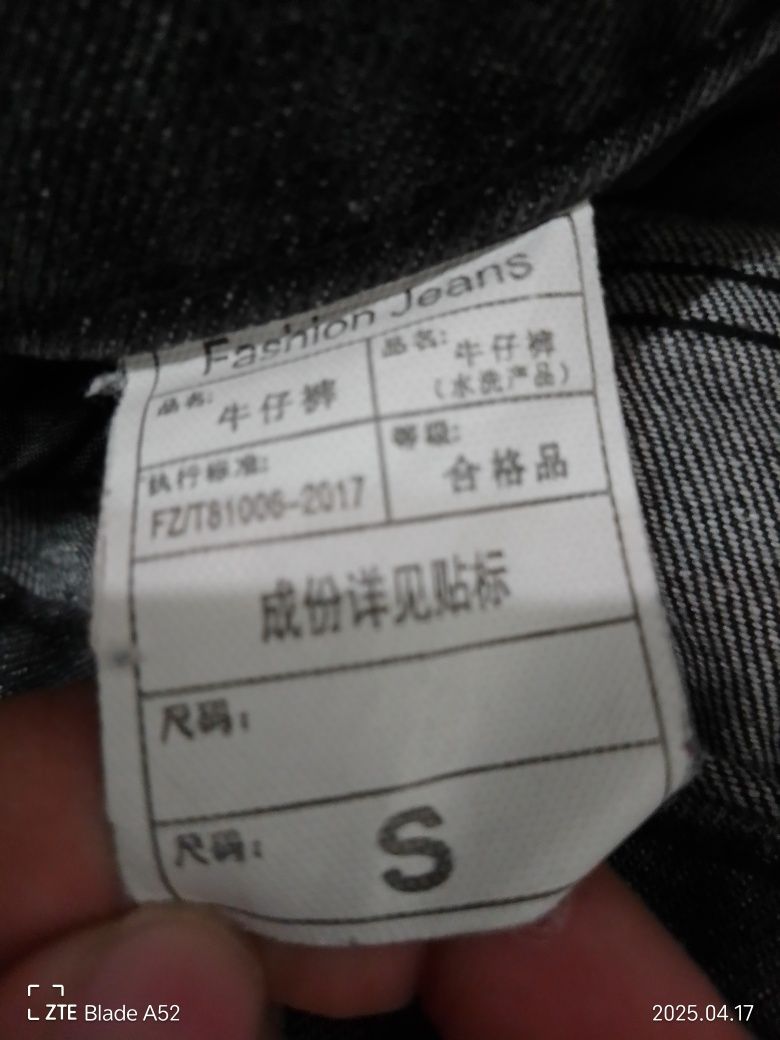 Fashion Jeans
品名: 牛仔裤
品名: 牛仔裤
(水洗产品)
执行标准:
FZ/T81006-2017
等级:
合格品
成份详见贴标
尺码:
尺码: S
ZTE Blade A52
2025.04.17